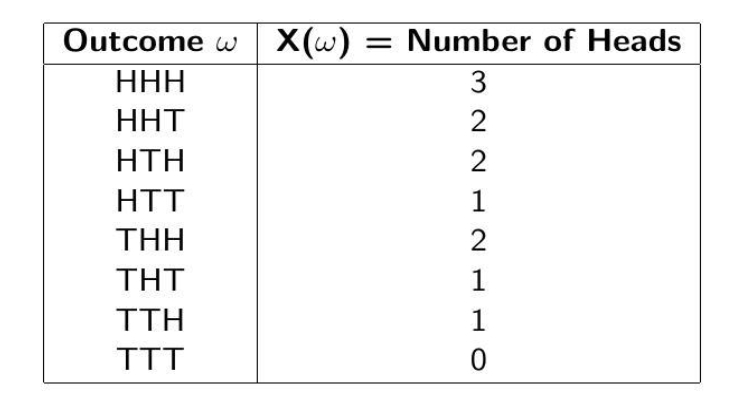 Outcome ω X(ω) = Number of Heads
HHH 3
HHT 2
HTH 2
HTT 1
THH 2
THT 1
TTH 1
TTT 0